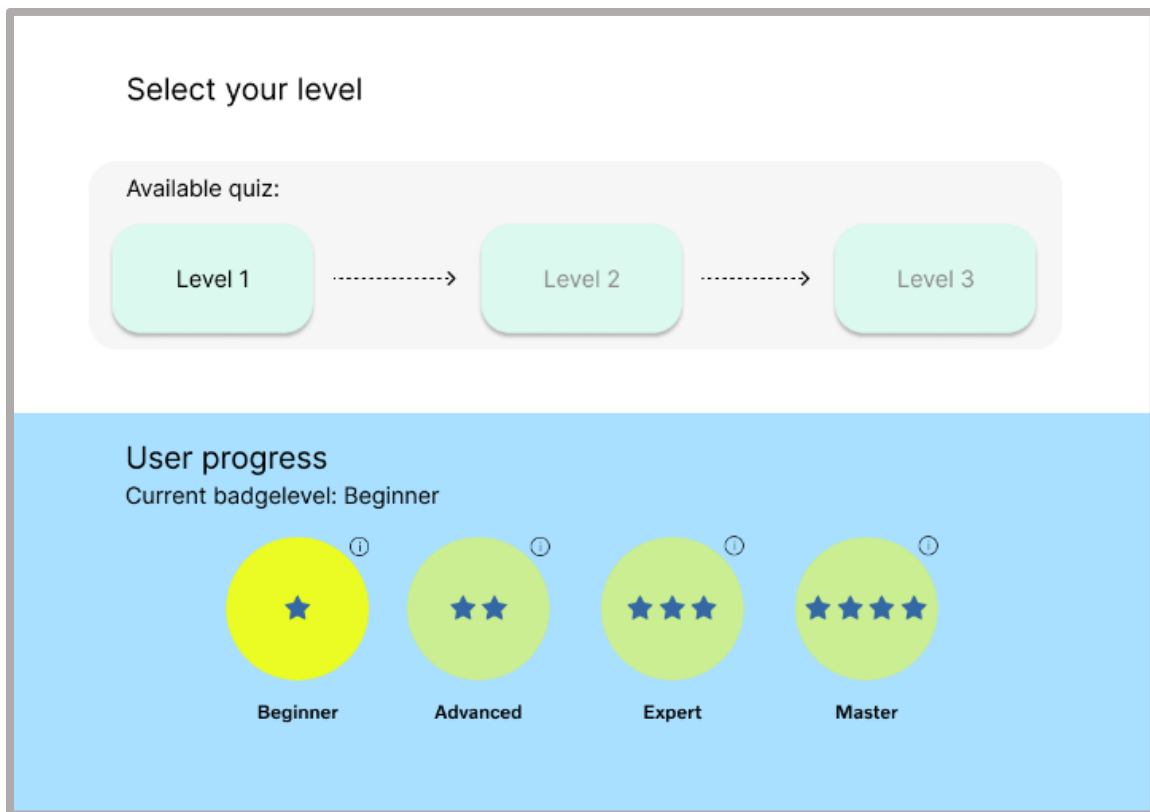 Select your level
Available quiz:
Level 1
Level 2
Level 3
User progress
Current badgelevel: Beginner
Beginner
Advanced
Expert
Master